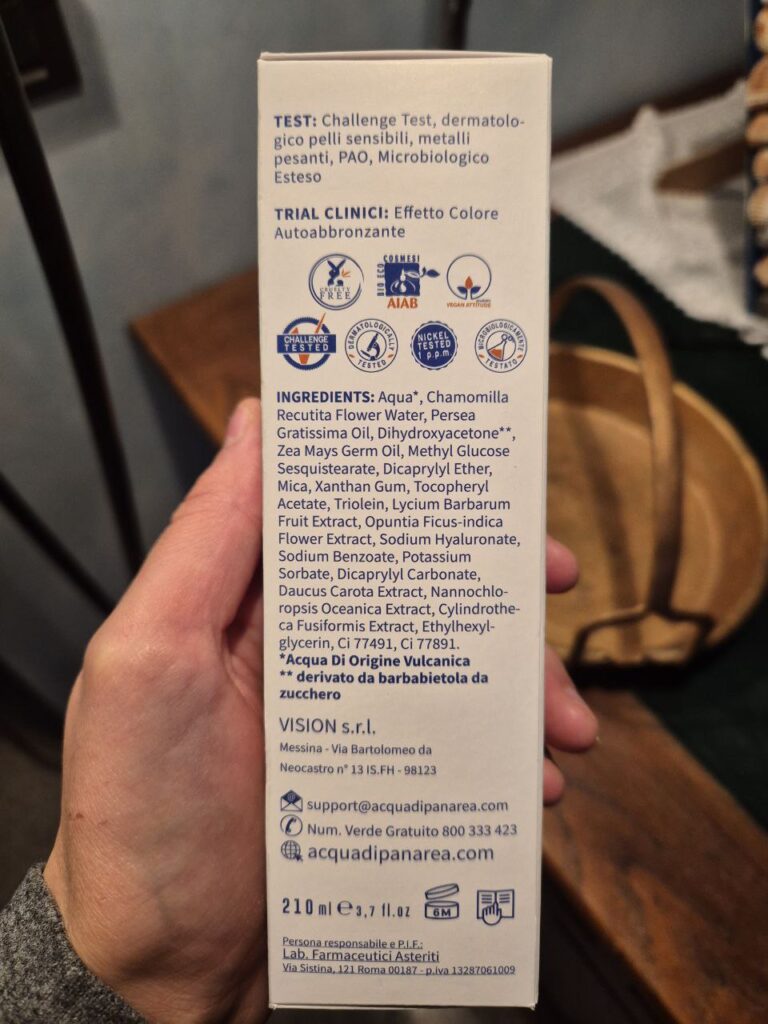 TEST: Challenge Test, dermatolo-
gico pelli sensibili, metalli
pesanti, PAO, Microbiologico
Esteso
TRIAL CLINICI: Effetto Colore
Autoabbronzante
CRUELTY
FREE
BIO ECO COSMESI
AIAB
VEGAN ATTITUDE
CHALLENGE
TESTED
DERMATOLOGICALLY
TESTED
NICKEL
TESTED
1 p.p.m.
MICROBIOLOGICAMENTE
TESTATO
INGREDIENTS: Aqua*, Chamomilla
Recutita Flower Water, Persea
Gratissima Oil, Dihydroxyacetone**,
Zea Mays Germ Oil, Methyl Glucose
Sesquistearate, Dicaprylyl Ether,
Mica, Xanthan Gum, Tocopheryl
Acetate, Triolein, Lycium Barbarum
Fruit Extract, Opuntia Ficus-indica
Flower Extract, Sodium Hyaluronate,
Sodium Benzoate, Potassium
Sorbate, Dicaprylyl Carbonate,
Daucus Carota Extract, Nannochlo-
ropsis Oceanica Extract, Cylindrothe-
ca Fusiformis Extract, Ethylhexyl-
glycerin, Ci 77491, Ci 77891.
*Acqua Di Origine Vulcanica
** derivato da barbabietola da
zucchero
VISION s.r.l.
Messina - Via Bartolomeo da
Neocastro n° 13 IS.FH - 98123
support@acquadipanarea.com
Num. Verde Gratuito 800 333 423
acquadipanarea.com
210 ml ℮ 3,7 fl.oz
6M
Persona responsabile e P.I.F.:
Lab. Farmaceutici Asteriti
Via Sistina, 121 Roma 00187 - p.iva 13287061009